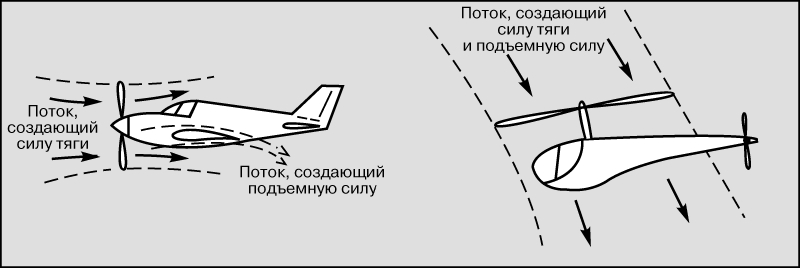 Поток,
создающий
силу тяги
Поток, создающий
подъемную силу
Поток, создающий
силу тяги
и подъемную силу